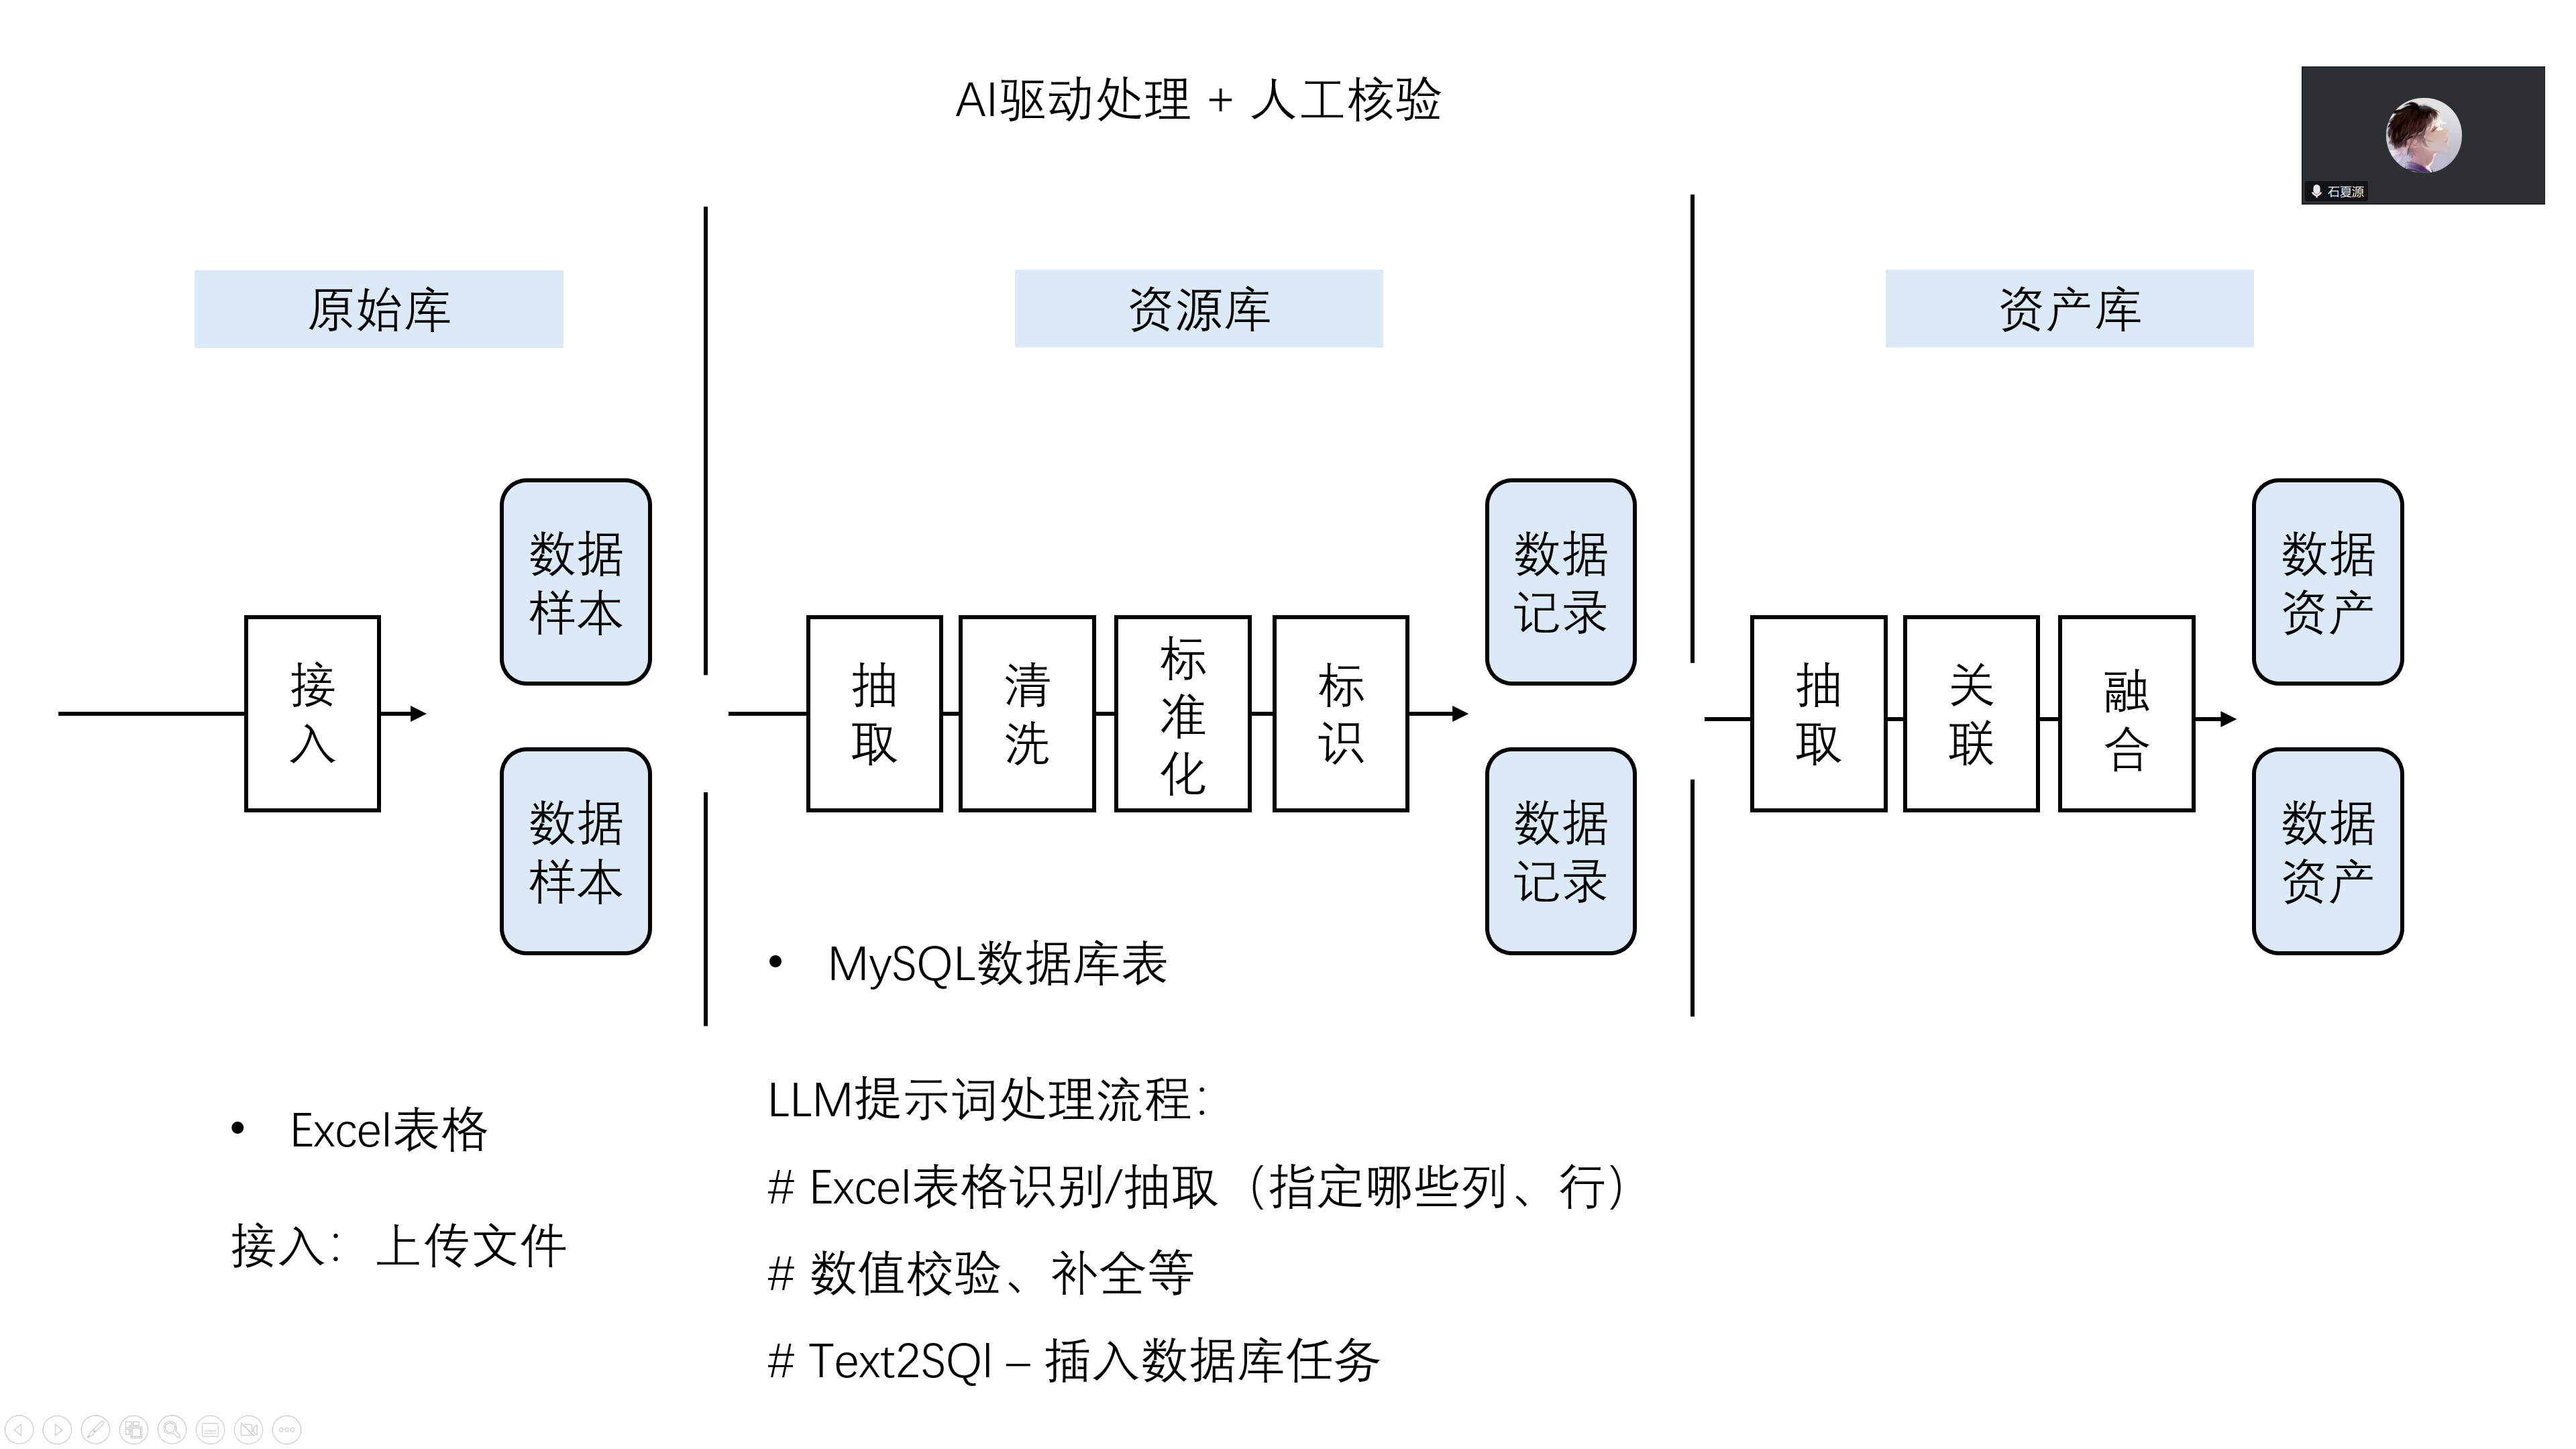 AI驱动处理 + 人工核验
石夏源
原始库
资源库
资产库
接
入
数据
样本
数据
样本
抽
取
清
洗
标
准
化
标
识
数据
记录
数据
记录
抽
取
关
联
融
合
数据
资产
数据
资产
• Excel表格
接入：上传文件
• MySQL数据库表
LLM提示词处理流程：
# Excel表格识别/抽取（指定哪些列、行）
# 数值校验、补全等
# Text2SQl – 插入数据库任务